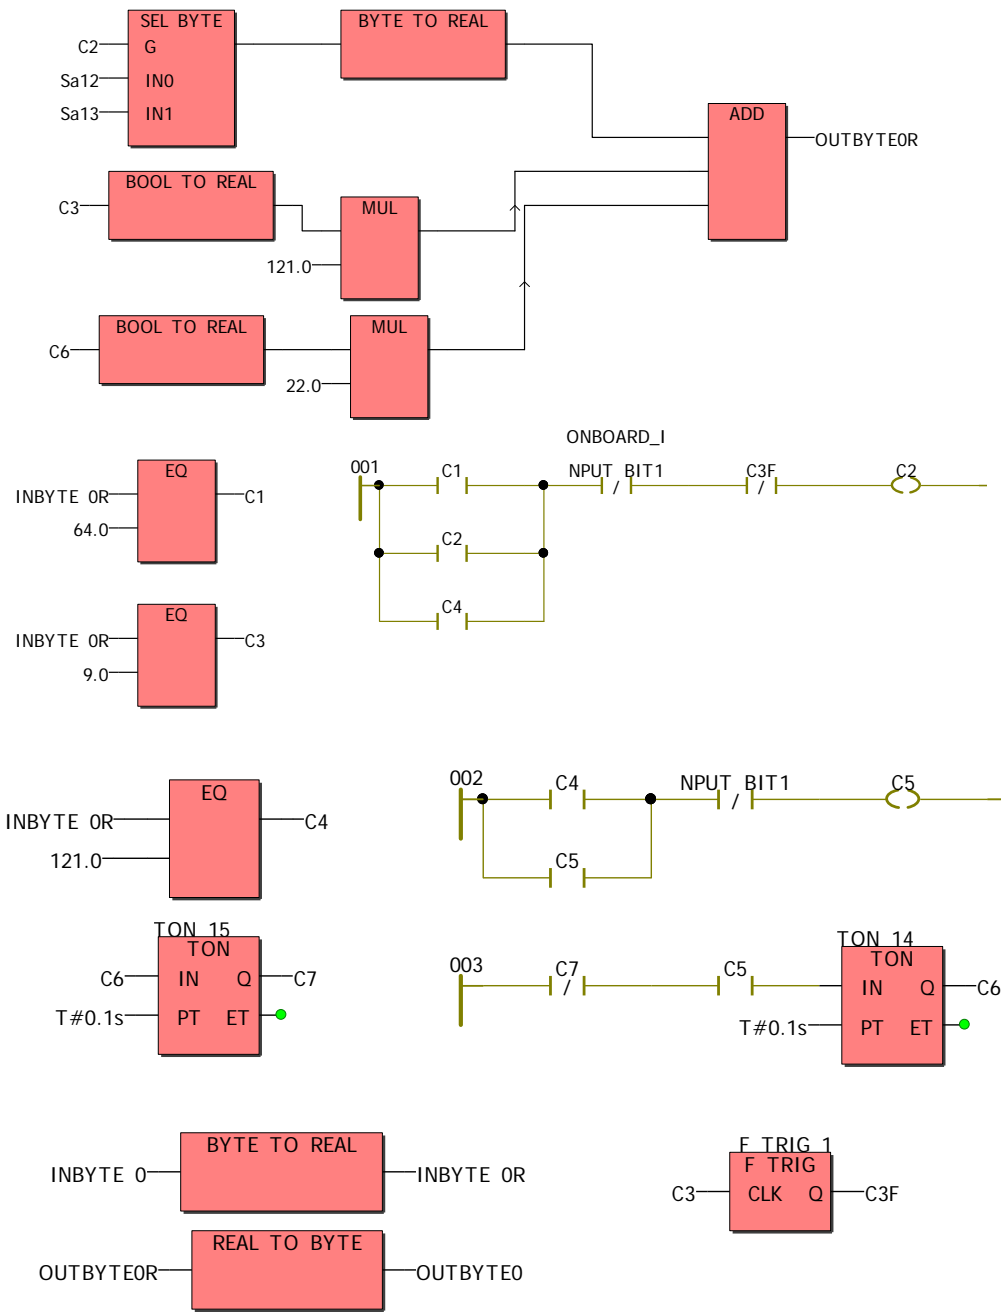 SEL BYTE
C2 G
Sa12 IN0
Sa13 IN1
BYTE TO REAL
ADD
OUTBYTE0R
BOOL TO REAL
C3
MUL
121.0
BOOL TO REAL
C6
MUL
22.0
EQ
INBYTE 0R C1
64.0
001
C1
ONBOARD_I
NPUT BIT1
/
C3F
/
C2
C2
C4
EQ
INBYTE 0R C3
9.0
EQ
INBYTE 0R C4
121.0
002
C4
NPUT BIT1
/
C5
C5
TON 15
TON
C6 IN Q C7
T#0.1s PT ET
003
C7
/
C5
TON 14
TON
IN Q C6
T#0.1s PT ET
BYTE TO REAL
INBYTE 0 INBYTE 0R
F TRIG 1
F TRIG
C3 CLK Q C3F
REAL TO BYTE
OUTBYTE0R OUTBYTE0